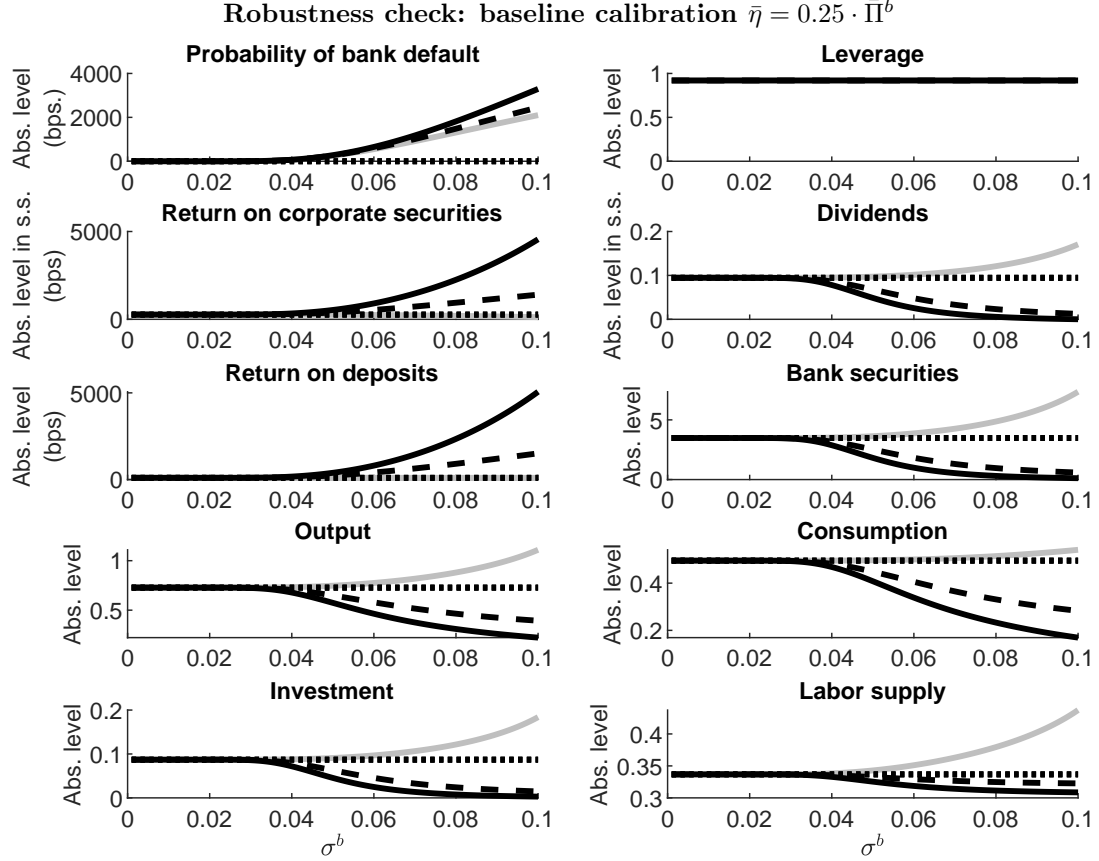 Robustness check: baseline calibration η̄ = 0.25 · Π̄ᵇ
Probability of bank default
Abs. level
(bps.)
4000
2000
0
0 0.02 0.04 0.06 0.08 0.1
Leverage
Abs. level
1
0.5
0
0 0.02 0.04 0.06 0.08 0.1
Return on corporate securities
Abs. level in s.s.
(bps)
5000
0
0 0.02 0.04 0.06 0.08 0.1
Dividends
Abs. level in s.s.
0.2
0.1
0
0 0.02 0.04 0.06 0.08 0.1
Return on deposits
Abs. level
(bps)
5000
0
0 0.02 0.04 0.06 0.08 0.1
Bank securities
Abs. level
5
0
0 0.02 0.04 0.06 0.08 0.1
Output
Abs. level
1
0.5
0 0.02 0.04 0.06 0.08 0.1
Consumption
Abs. level
0.4
0.2
0 0.02 0.04 0.06 0.08 0.1
Investment
Abs. level
0.2
0.1
0
0 0.02 0.04 0.06 0.08 0.1
σᵇ
Labor supply
Abs. level
0.4
0.35
0.3
0 0.02 0.04 0.06 0.08 0.1
σᵇ